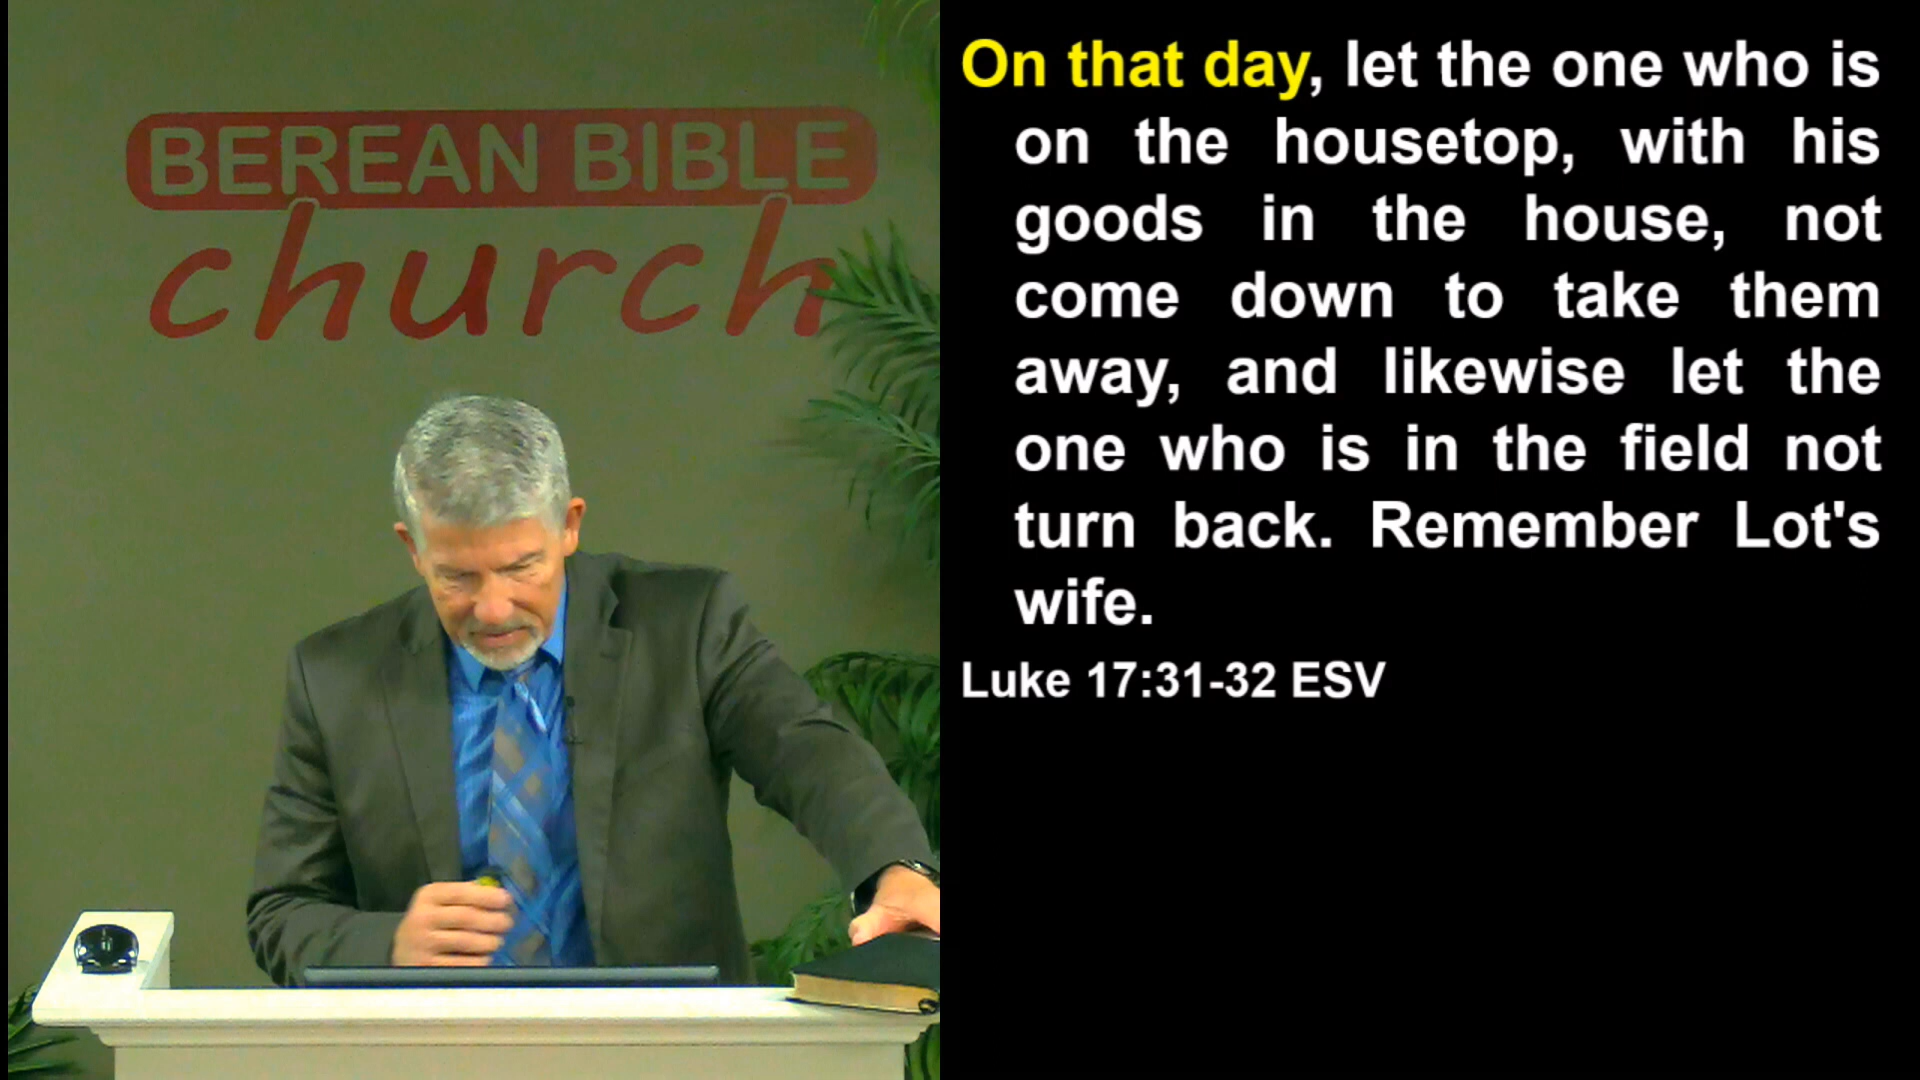 BEREAN BIBLE
church
On that day, let the one who is
on the housetop, with his
goods in the house, not
come down to take them
away, and likewise let the
one who is in the field not
turn back. Remember Lot's
wife.
Luke 17:31-32 ESV